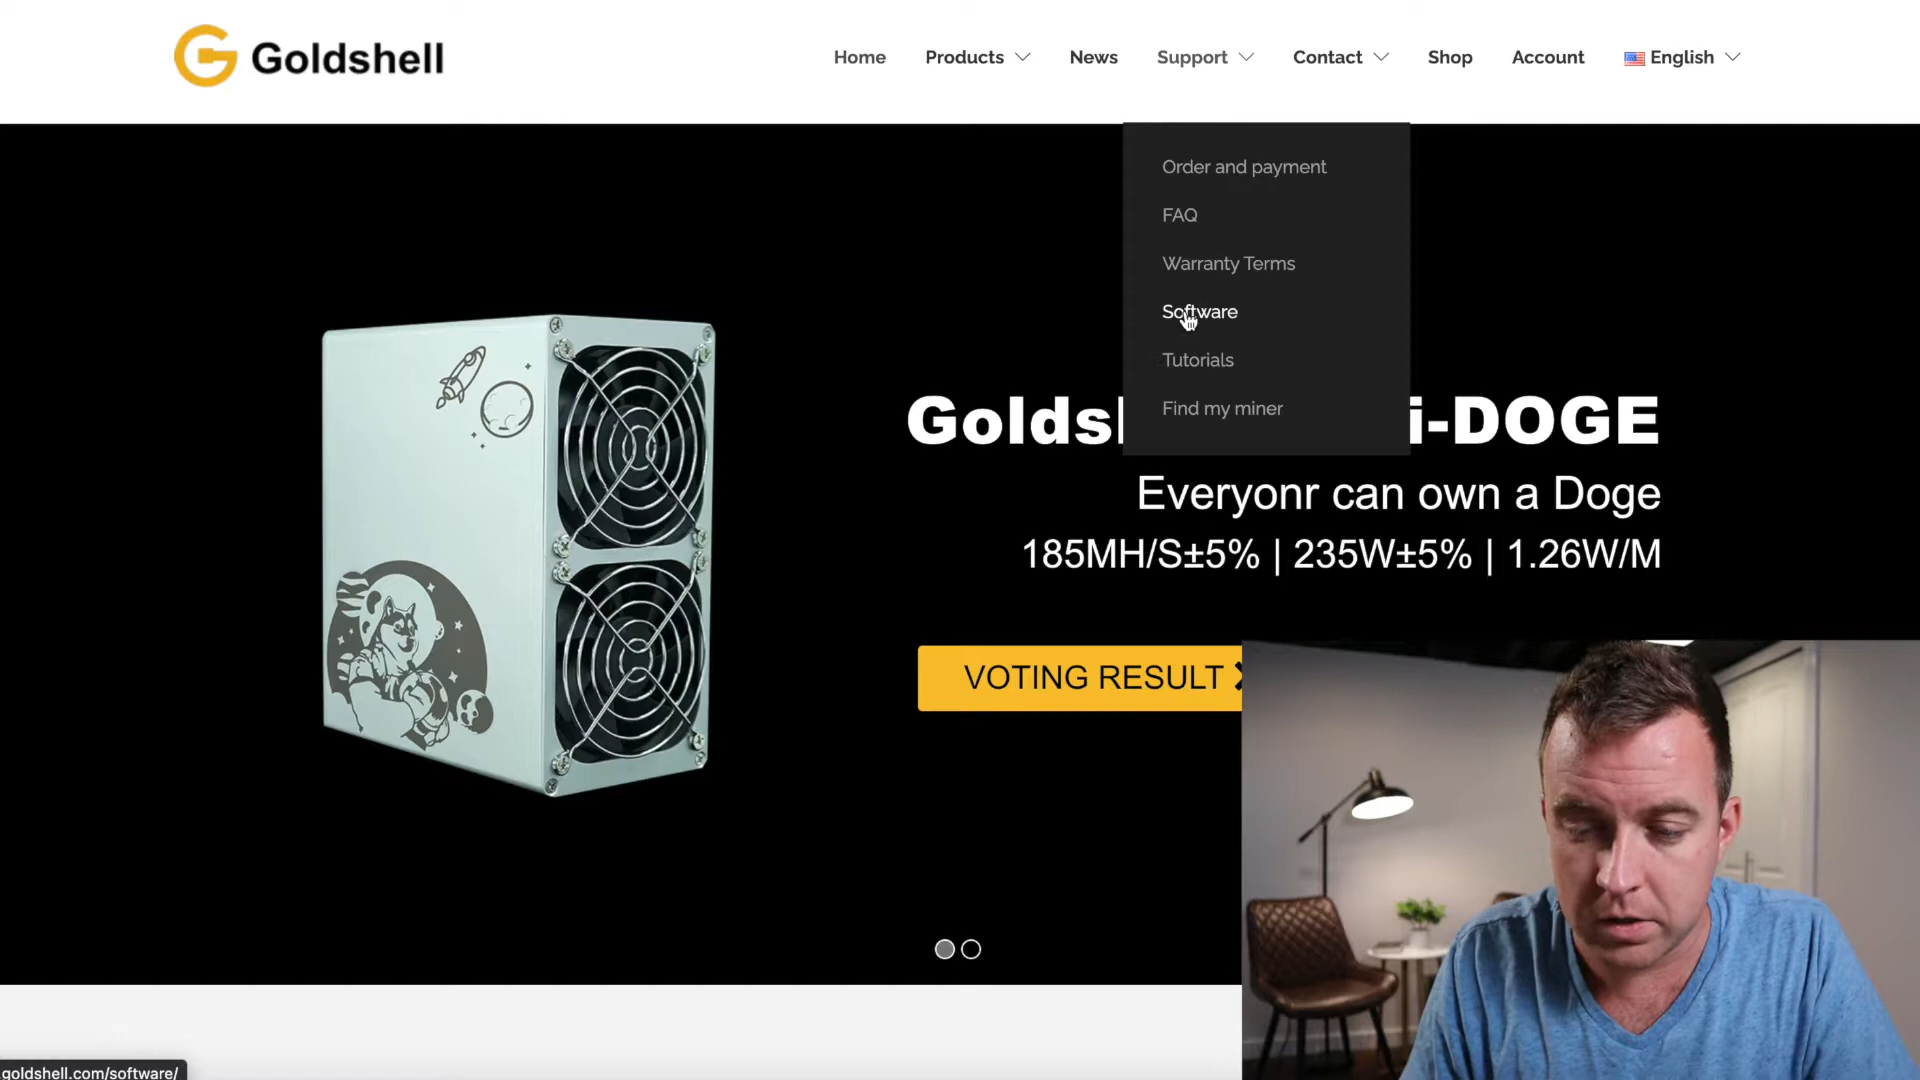 Goldshell
Home
Products
News
Support
Contact
Shop
Account
English
Order and payment
FAQ
Warranty Terms
Software
Tutorials
Find my miner
Golds
i-DOGE
Everyonr can own a Doge
185MH/S±5% | 235W±5% | 1.26W/M
VOTING RESULT
goldshell.com/software/